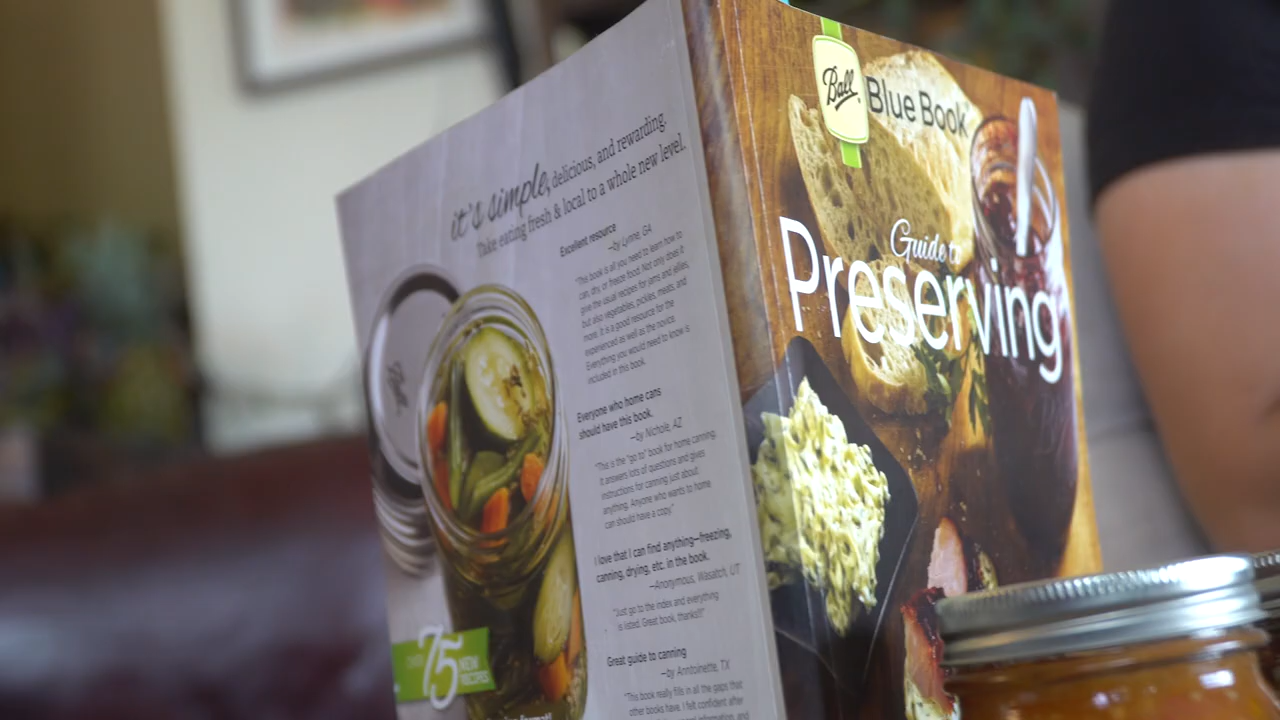 it's simple, delicious, and rewarding.
Take eating fresh & local to a whole new level.
Excellent resource
—by Lynne, GA
"This book is all you need to learn how to
can, dry, or freeze food. Not only does it
give the usual recipes for jams and jellies,
but also vegetables, pickles, meats, and
more. It is a good resource for the
experienced as well as the novice.
Everything you would need to know is
included in this book.
Everyone who home cans
should have this book.
—by Nichole, AZ
"This is the "go to" book for home canning.
It answers lots of questions and gives
instructions for canning just about
anything. Anyone who wants to home
can should have a copy."
I love that I can find anything—freezing,
canning, drying, etc. in the book.
—Anonymous, Wasatch, UT
"Just go to the index and everything
is listed. Great book, thanks!!!"
Great guide to canning
—by Anntoinette, TX
"This book really fills in all the gaps that
other books have. I felt confident after
Ball
75
NEW
RECIPES
Ball
Blue Book
Guide to
Preserving